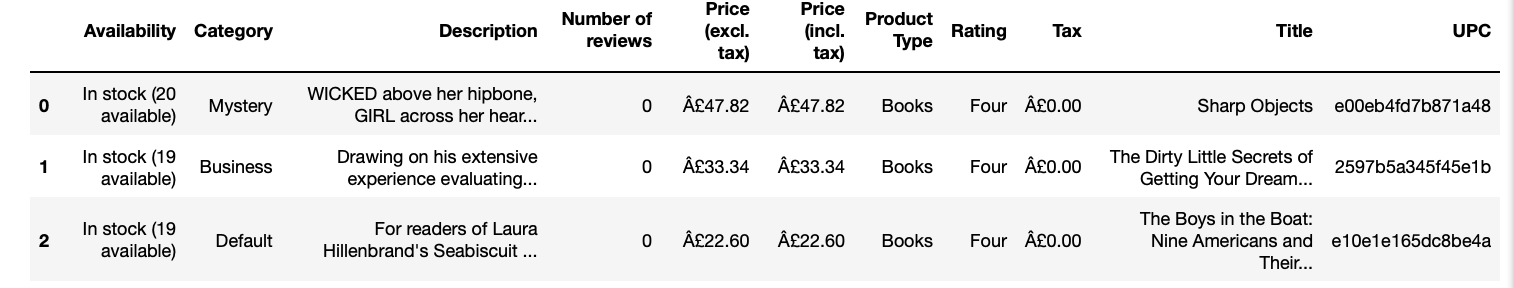 Availability Category Description Number of reviews Price (excl. tax) Price (incl. tax) Product Type Rating Tax Title UPC
0 In stock (20 available) Mystery WICKED above her hipbone, GIRL across her hear... 0 Â£47.82 Â£47.82 Books Four Â£0.00 Sharp Objects e00eb4fd7b871a48
1 In stock (19 available) Business Drawing on his extensive experience evaluating... 0 Â£33.34 Â£33.34 Books Four Â£0.00 The Dirty Little Secrets of Getting Your Dream... 2597b5a345f45e1b
2 In stock (19 available) Default For readers of Laura Hillenbrand's Seabiscuit ... 0 Â£22.60 Â£22.60 Books Four Â£0.00 The Boys in the Boat: Nine Americans and Their... e10e1e165dc8be4a